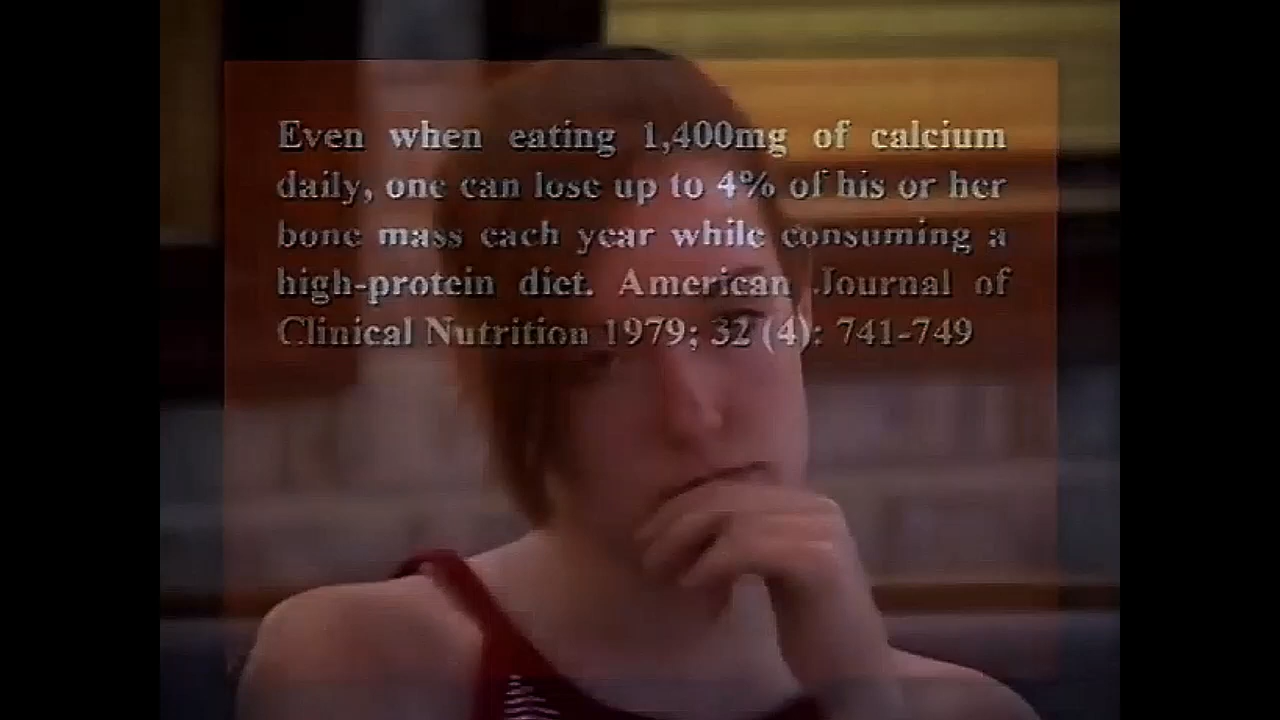 Even when eating 1,400mg of calcium
daily, one can lose up to 4% of his or her
bone mass each year while consuming a
high-protein diet. American Journal of
Clinical Nutrition 1979; 32 (4): 741-749